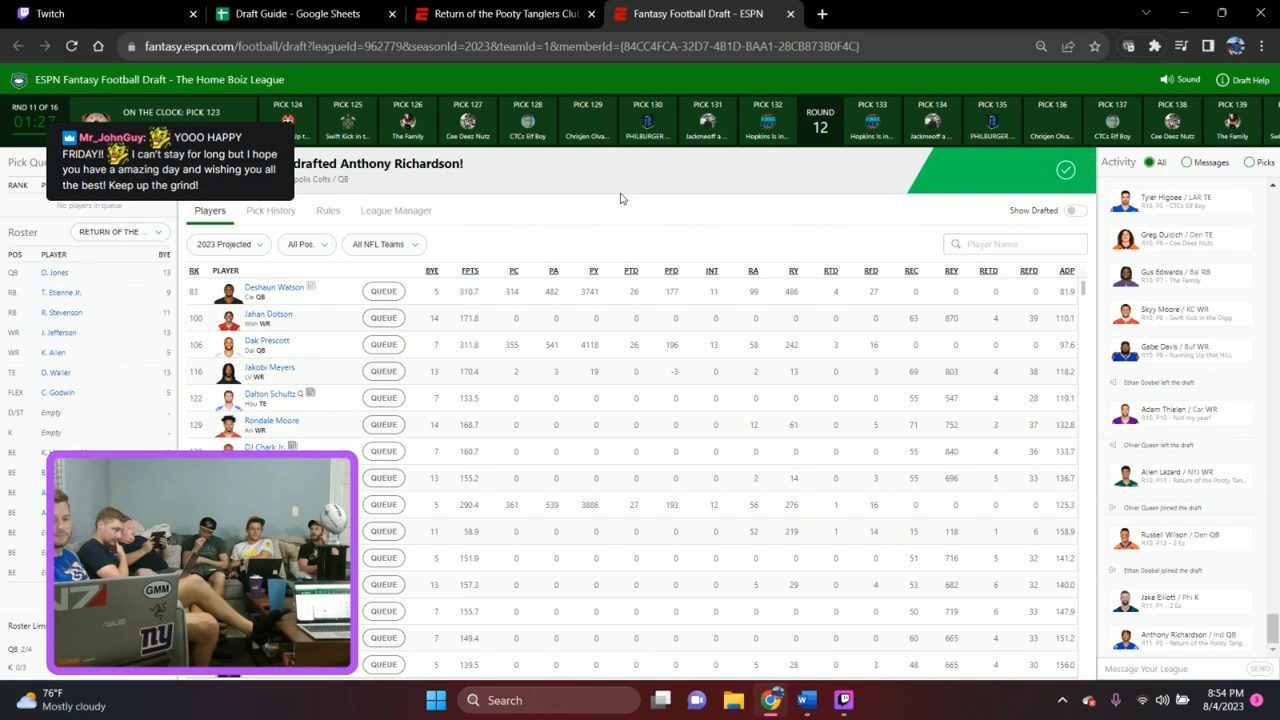 Twitch
Draft Guide - Google Sheets
Return of the Pooty Tanglers Clu
Fantasy Football Draft - ESPN
fantasy.espn.com/football/draft?leagueId=962779&seasonId=2023&teamId=1&memberId={84CC4FCA-32D7-4B1D-BAA1-28CB873B0F4C}
ESPN Fantasy Football Draft - The Home Boiz League
Sound
Draft Help
RND 11 OF 16
01:27
ON THE CLOCK: PICK 123
PICK 124
PICK 125
Swift Kick in t...
PICK 126
The Family
PICK 127
Cee Deez Nutz
PICK 128
CTCs Elf Boy
PICK 129
Chrisjen Olva...
PICK 130
PHILBURGER...
PICK 131
Jackmeoff a ...
PICK 132
Hopkins Is in...
ROUND
12
PICK 133
Hopkins Is in...
PICK 134
Jackmeoff a ...
PICK 135
PHILBURGER...
PICK 136
Chrisjen Olva...
PICK 137
CTCs Elf Boy
PICK 138
Cee Deez Nutz
PICK 139
The Family
Mr_JohnGuy: YOOO HAPPY
FRIDAY!! I can't stay for long but I hope
you have a amazing day and wishing you all
the best! Keep up the grind!
drafted Anthony Richardson!
Colts / QB
No players in queue
Roster
RETURN OF THE ...
POS PLAYER BYE
QB D. Jones 13
RB T. Etienne Jr. 9
RB R. Stevenson 11
WR J. Jefferson 13
WR K. Allen 5
TE D. Waller 13
FLEX C. Godwin 5
D/ST Empty -
K Empty -
BE
BE
BE
BE
BE
BE
QB 2/4
K 0/3
Players
Pick History
Rules
League Manager
Show Drafted
2023 Projected
All Pos.
All NFL Teams
Player Name
RK PLAYER BYE FPTS PC PA PY PTD PFD INT RA RY RTD RFD REC REY RETD REFD ADP
83 Deshaun Watson
Cle QB
QUEUE 314 482 3741 26 177 11 99 486 4 27 0 0 0 0 81.9
100 Jahan Dotson
Wsh WR
QUEUE 14 171.8 0 0 0 0 0 0 0 0 0 0 63 870 4 39 110.1
106 Dak Prescott
Dal QB
QUEUE 7 311.8 355 541 4118 26 196 58 242 3 16 0 0 0 0 97.6
116 Jakobi Meyers
LV WR
QUEUE 170.4 2 3 19 0 -3 0 2 13 0 0 69 38 118.2
122 Dalton Schultz Q
Hou TE
QUEUE 7 133.5 0 0 0 0 0 0 0 0 0 0 55 4 28 119.1
129 Rondale Moore
Ari WR
QUEUE 157.2 0 0 0 0 0 0 61 0 5 71 715 3 37 132.8
DJ Chark Jr.
QUEUE 0 0 0 0 0 0 0 0 0 0 55 840 4 36 133.7
QUEUE 13 155.2 0 0 0 0 0 0 2 14 0 3 55 696 5 33 136.7
QUEUE 290.4 361 539 3886 27 193 12 56 276 1 16 0 0 0 0 125.3
QUEUE 58.9 0 0 0 0 0 0 52 219 1 14 15 118 1 6 158.9
QUEUE 151.9 0 0 0 0 0 0 0 0 0 0 51 716 5 32 141.2
QUEUE 13 157.3 0 0 0 0 0 0 5 29 0 4 53 682 6 32 140.0
QUEUE 155.7 0 0 0 0 0 0 0 0 0 0 50 719 6 33 147.9
QUEUE 7 149.4 0 0 0 0 0 0 0 0 0 0 60 665 4 30 151.2
QUEUE 139.5 0 0 0 0 0 0 5 28 0 3 48 665 4 30 156.0
GMM
ny
Activity
All
Messages
Picks
Tyler Higbee / LAR TE
R10, P5 - CTCs Elf Boy
Greg Dulcich / Den TE
R10, P6 - Cee Deez Nutz
Gus Edwards / Bal RB
R10, P7 - The Family
Skyy Moore / KC WR
R10, P8 - Swift Kick in the Digg
Gabe Davis / Buf WR
R10, P9 - Running Up thet HILL
Ethan Goebel left the draft
Adam Thielen / Car WR
R10, P10 - Not my year!
Oliver Queen left the draft
Allen Lazard / NYJ WR
R10, P11 - Return of the Pooty Tan...
Oliver Queen joined the draft
Russell Wilson / Den QB
R10, P12 - 2 Ez
Ethan Goebel joined the draft
Jake Elliott / Phi K
R11, P1 - 2 Ez
Anthony Richardson / Ind QB
R11, P2 - Return of the Pooty Tang...
Message Your League
SEND
76°F
Mostly cloudy
Search
8:54 PM
8/4/2023
3